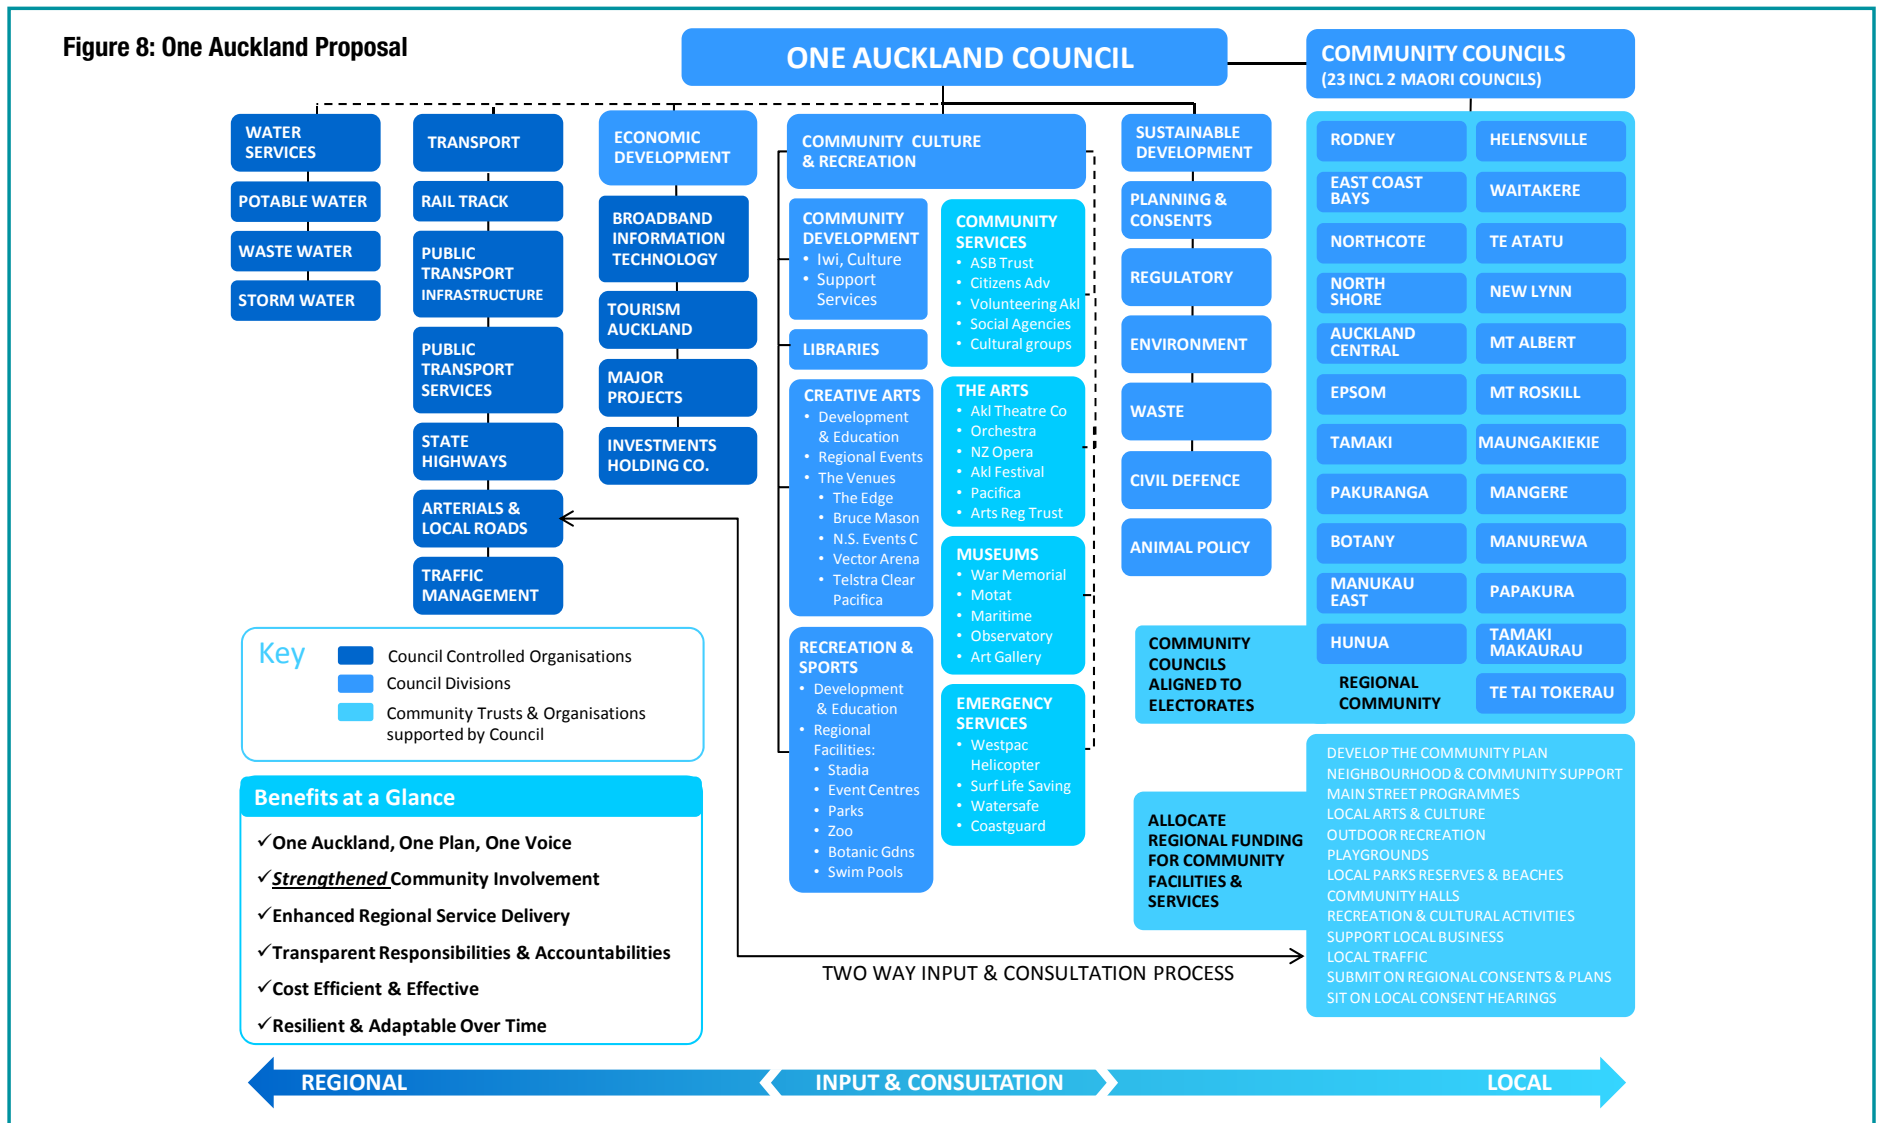 Figure 8: One Auckland Proposal
ONE AUCKLAND COUNCIL
COMMUNITY COUNCILS
(23 INCL 2 MAORI COUNCILS)
WATER
SERVICES
POTABLE WATER
WASTE WATER
STORM WATER
TRANSPORT
RAIL TRACK
PUBLIC
TRANSPORT
INFRASTRUCTURE
PUBLIC
TRANSPORT
SERVICES
STATE
HIGHWAYS
ARTERIALS &
LOCAL ROADS
TRAFFIC
MANAGEMENT
ECONOMIC
DEVELOPMENT
BROADBAND
INFORMATION
TECHNOLOGY
TOURISM
AUCKLAND
MAJOR
PROJECTS
INVESTMENTS
HOLDING CO.
COMMUNITY CULTURE
& RECREATION
COMMUNITY
DEVELOPMENT
• Iwi, Culture
• Support
Services
LIBRARIES
CREATIVE ARTS
• Development
& Education
• Regional Events
• The Venues
• The Edge
• Bruce Mason
• N.S. Events C
• Vector Arena
• Telstra Clear
Pacifica
RECREATION &
SPORTS
• Development
& Education
• Regional
Facilities:
• Stadia
• Event Centres
• Parks
• Zoo
• Botanic Gdns
• Swim Pools
COMMUNITY
SERVICES
• ASB Trust
• Citizens Adv
• Volunteering Akl
• Social Agencies
• Cultural groups
THE ARTS
• Akl Theatre Co
• Orchestra
• NZ Opera
• Akl Festival
• Pacifica
• Arts Reg Trust
MUSEUMS
• War Memorial
• Motat
• Maritime
• Observatory
• Art Gallery
EMERGENCY
SERVICES
• Westpac
Helicopter
• Surf Life Saving
• Watersafe
• Coastguard
SUSTAINABLE
DEVELOPMENT
PLANNING &
CONSENTS
REGULATORY
ENVIRONMENT
WASTE
CIVIL DEFENCE
ANIMAL POLICY
RODNEY
HELENSVILLE
EAST COAST
BAYS
WAITAKERE
NORTHCOTE
TE ATATU
NORTH
SHORE
NEW LYNN
AUCKLAND
CENTRAL
MT ALBERT
EPSOM
MT ROSKILL
TAMAKI
MAUNGAKIEKIE
PAKURANGA
MANGERE
BOTANY
MANUREWA
MANUKAU
EAST
PAPAKURA
HUNUA
TAMAKI
MAKAURAU
REGIONAL
COMMUNITY
TE TAI TOKERAU
COMMUNITY
COUNCILS
ALIGNED TO
ELECTORATES
ALLOCATE
REGIONAL FUNDING
FOR COMMUNITY
FACILITIES &
SERVICES
DEVELOP THE COMMUNITY PLAN
NEIGHBOURHOOD & COMMUNITY SUPPORT
MAIN STREET PROGRAMMES
LOCAL ARTS & CULTURE
OUTDOOR RECREATION
PLAYGROUNDS
LOCAL PARKS RESERVES & BEACHES
COMMUNITY HALLS
RECREATION & CULTURAL ACTIVITIES
SUPPORT LOCAL BUSINESS
LOCAL TRAFFIC
SUBMIT ON REGIONAL CONSENTS & PLANS
SIT ON LOCAL CONSENT HEARINGS
Key
Council Controlled Organisations
Council Divisions
Community Trusts & Organisations
supported by Council
Benefits at a Glance
✓One Auckland, One Plan, One Voice
✓Strengthened Community Involvement
✓Enhanced Regional Service Delivery
✓Transparent Responsibilities & Accountabilities
✓Cost Efficient & Effective
✓Resilient & Adaptable Over Time
TWO WAY INPUT & CONSULTATION PROCESS
REGIONAL
INPUT & CONSULTATION
LOCAL